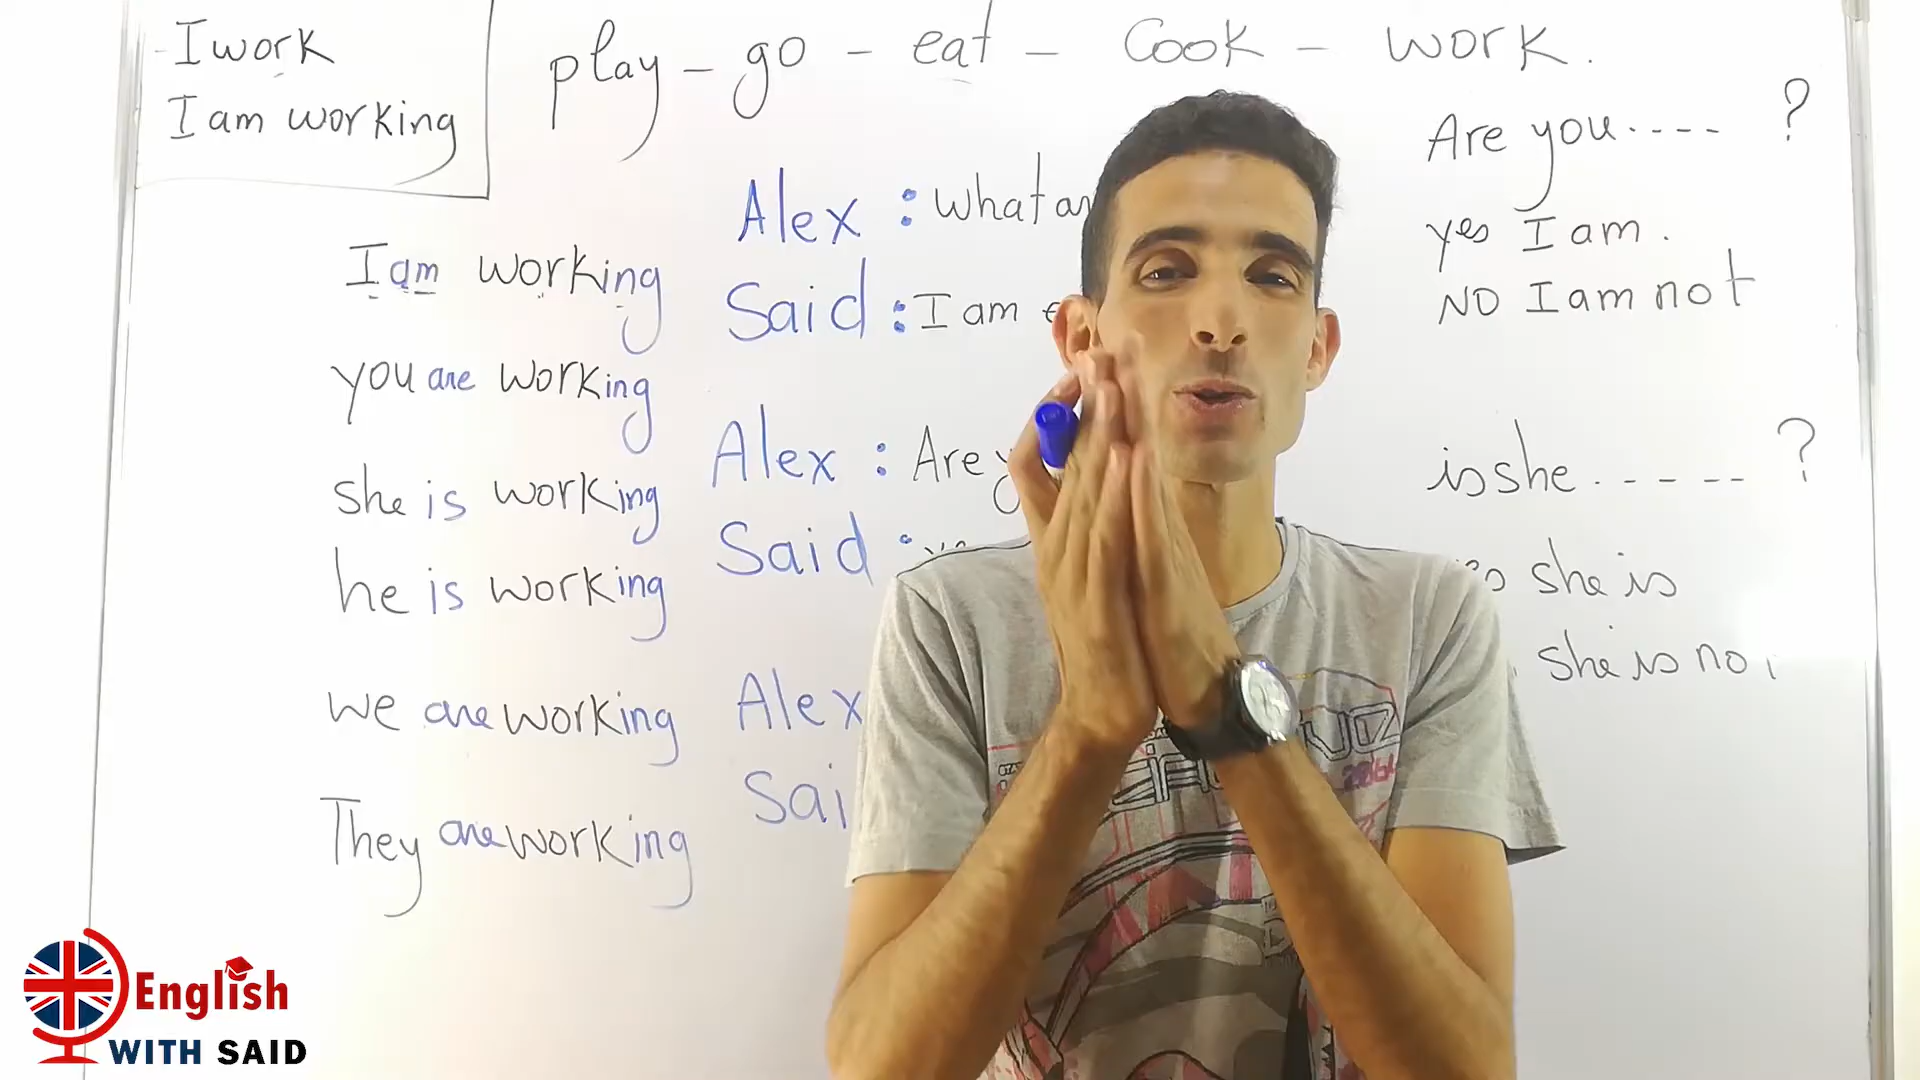 I work
I am working
play - go - eat - Cook - work.
I am working
you are working
she is working
he is working
we are working
They are working
Alex : What
Said : I am
Alex : Are
Said :
Alex
Said
Are you ..... ?
yes I am.
NO I am not
is she ..... ?
she is
she is no
English
WITH SAID